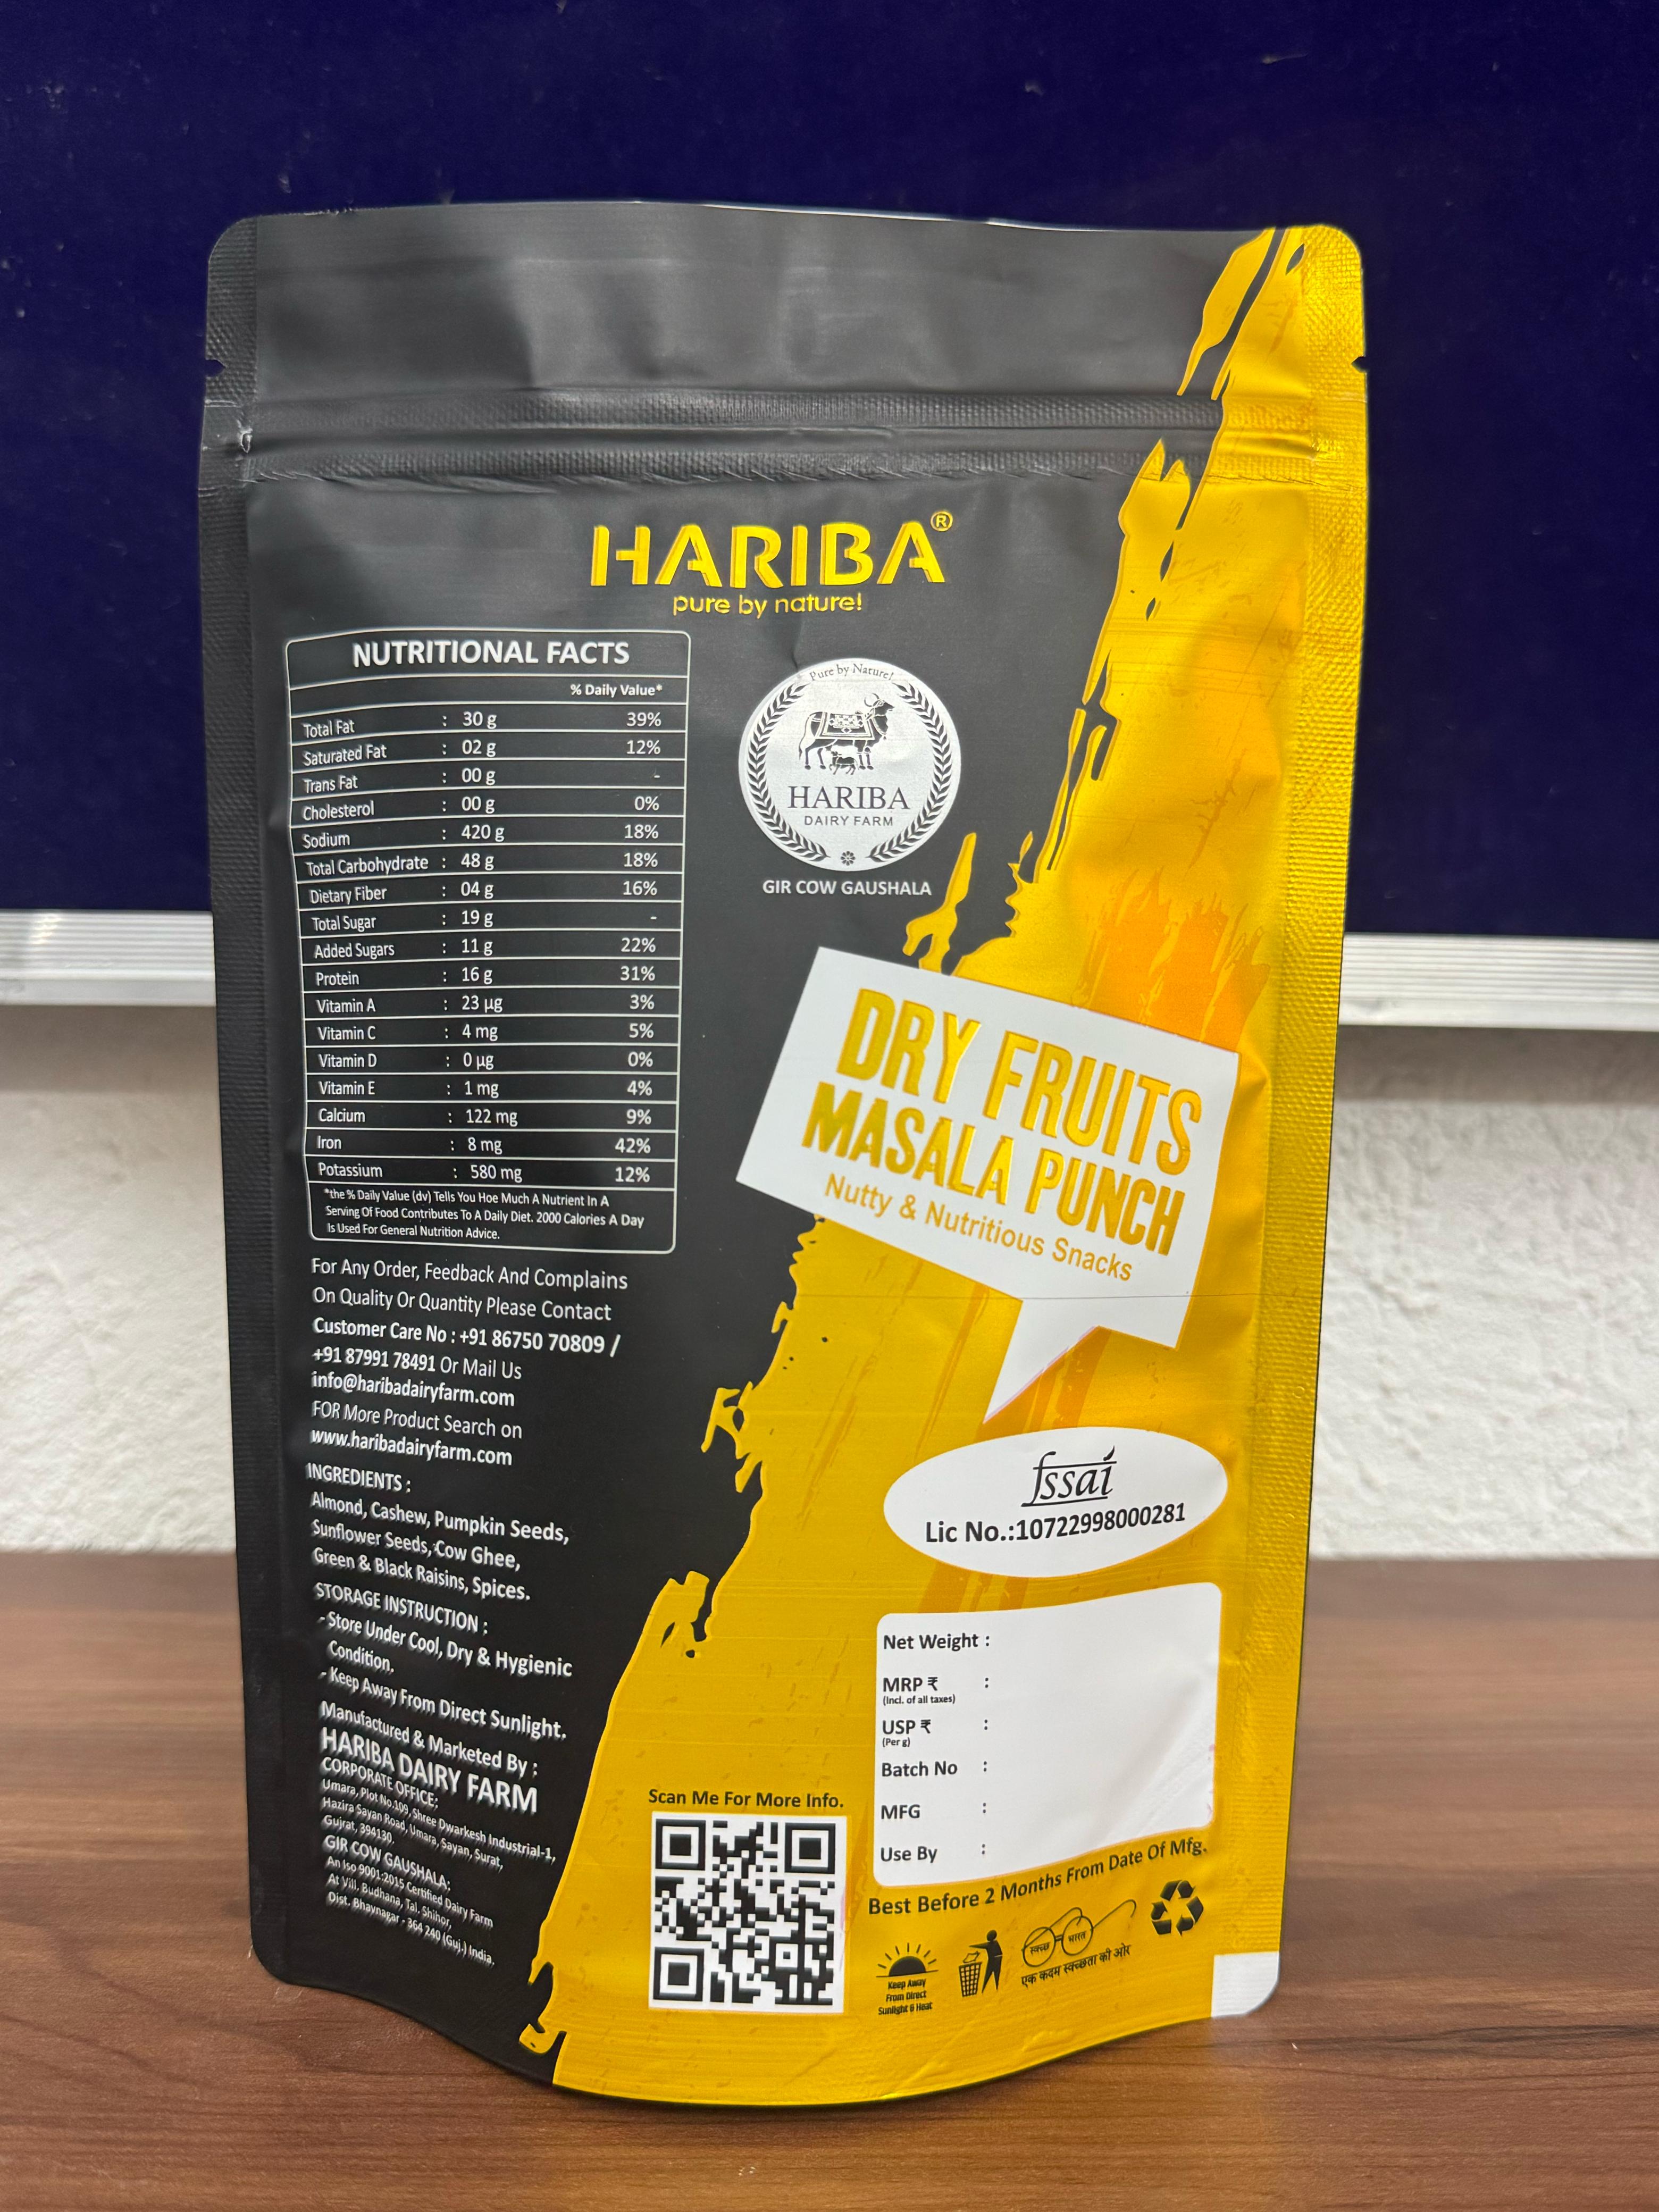 HARIBA®
pure by nature!
NUTRITIONAL FACTS
% Daily Value*
Total Fat : 30 g 39%
Saturated Fat : 02 g 12%
Trans Fat : 00 g -
Cholesterol : 00 g 0%
Sodium : 420 g 18%
Total Carbohydrate : 48 g 18%
Dietary Fiber : 04 g 16%
Total Sugar : 19 g -
Added Sugars : 11 g 22%
Protein : 16 g 31%
Vitamin A : 23 µg 3%
Vitamin C : 4 mg 5%
Vitamin D : 0 µg 0%
Vitamin E : 1 mg 4%
Calcium : 122 mg 9%
Iron : 8 mg 42%
Potassium : 580 mg 12%
*the % Daily Value (dv) Tells You Hoe Much A Nutrient In A
Serving Of Food Contributes To A Daily Diet. 2000 Calories A Day
Is Used For General Nutrition Advice.
Pure by Nature!
HARIBA
DAIRY FARM
GIR COW GAUSHALA
DRY FRUITS
MASALA PUNCH
Nutty & Nutritious Snacks
For Any Order, Feedback And Complains
On Quality Or Quantity Please Contact
Customer Care No : +91 86750 70809 /
+91 87991 78491 Or Mail Us
info@haribadairyfarm.com
FOR More Product Search on
www.haribadairyfarm.com
INGREDIENTS :
Almond, Cashew, Pumpkin Seeds,
Sunflower Seeds, Cow Ghee,
Green & Black Raisins, Spices.
STORAGE INSTRUCTION :
- Store Under Cool, Dry & Hygienic
Condition.
- Keep Away From Direct Sunlight.
Manufactured & Marketed By :
HARIBA DAIRY FARM
CORPORATE OFFICE:
Umara, Plot No.109, Shree Dwarkesh Industrial-1,
Hazira Sayan Road, Umara, Sayan, Surat,
Gujrat, 394130.
GIR COW GAUSHALA:
An Iso 9001:2015 Certified Dairy Farm
At Vill. Budhana, Tal. Shihor,
Dist. Bhavnagar - 364 240 (Guj.) India.
fssai
Lic No.:10722998000281
Net Weight :
MRP ₹ :
(Incl. of all taxes)
USP ₹ :
(Per g)
Batch No :
MFG :
Use By :
Best Before 2 Months From Date Of Mfg.
Scan Me For More Info.
Keep Away
From Direct
Sunlight & Heat
स्वच्छ भारत
एक कदम स्वच्छता की ओर